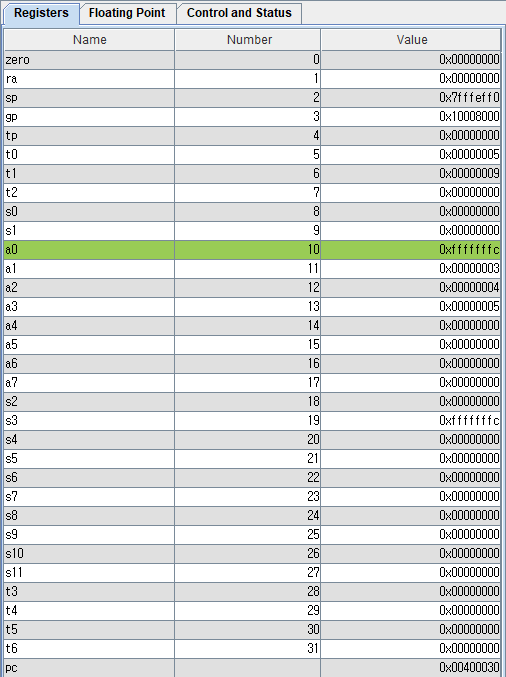 Registers Floating Point Control and Status
Name Number Value
zero 0 0x00000000
ra 1 0x00000000
sp 2 0x7fffeff0
gp 3 0x10008000
tp 4 0x00000000
t0 5 0x00000005
t1 6 0x00000009
t2 7 0x00000000
s0 8 0x00000000
s1 9 0x00000000
a0 10 0xfffffffc
a1 11 0x00000003
a2 12 0x00000004
a3 13 0x00000005
a4 14 0x00000000
a5 15 0x00000000
a6 16 0x00000000
a7 17 0x00000000
s2 18 0x00000000
s3 19 0xfffffffc
s4 20 0x00000000
s5 21 0x00000000
s6 22 0x00000000
s7 23 0x00000000
s8 24 0x00000000
s9 25 0x00000000
s10 26 0x00000000
s11 27 0x00000000
t3 28 0x00000000
t4 29 0x00000000
t5 30 0x00000000
t6 31 0x00000000
pc 0x00400030